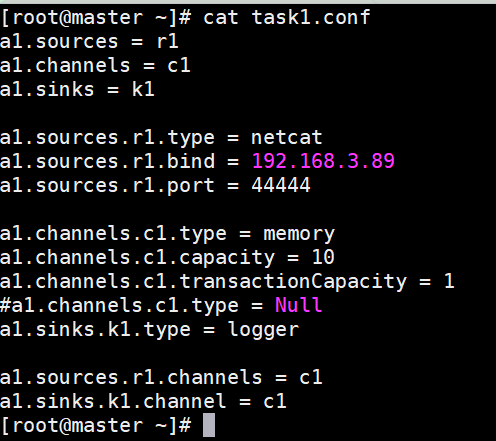 [root@master ~]# cat task1.conf
a1.sources = r1
a1.channels = c1
a1.sinks = k1
a1.sources.r1.type = netcat
a1.sources.r1.bind = 192.168.3.89
a1.sources.r1.port = 44444
a1.channels.c1.type = memory
a1.channels.c1.capacity = 10
a1.channels.c1.transactionCapacity = 1
#a1.channels.c1.type = Null
a1.sinks.k1.type = logger
a1.sources.r1.channels = c1
a1.sinks.k1.channel = c1
[root@master ~]#